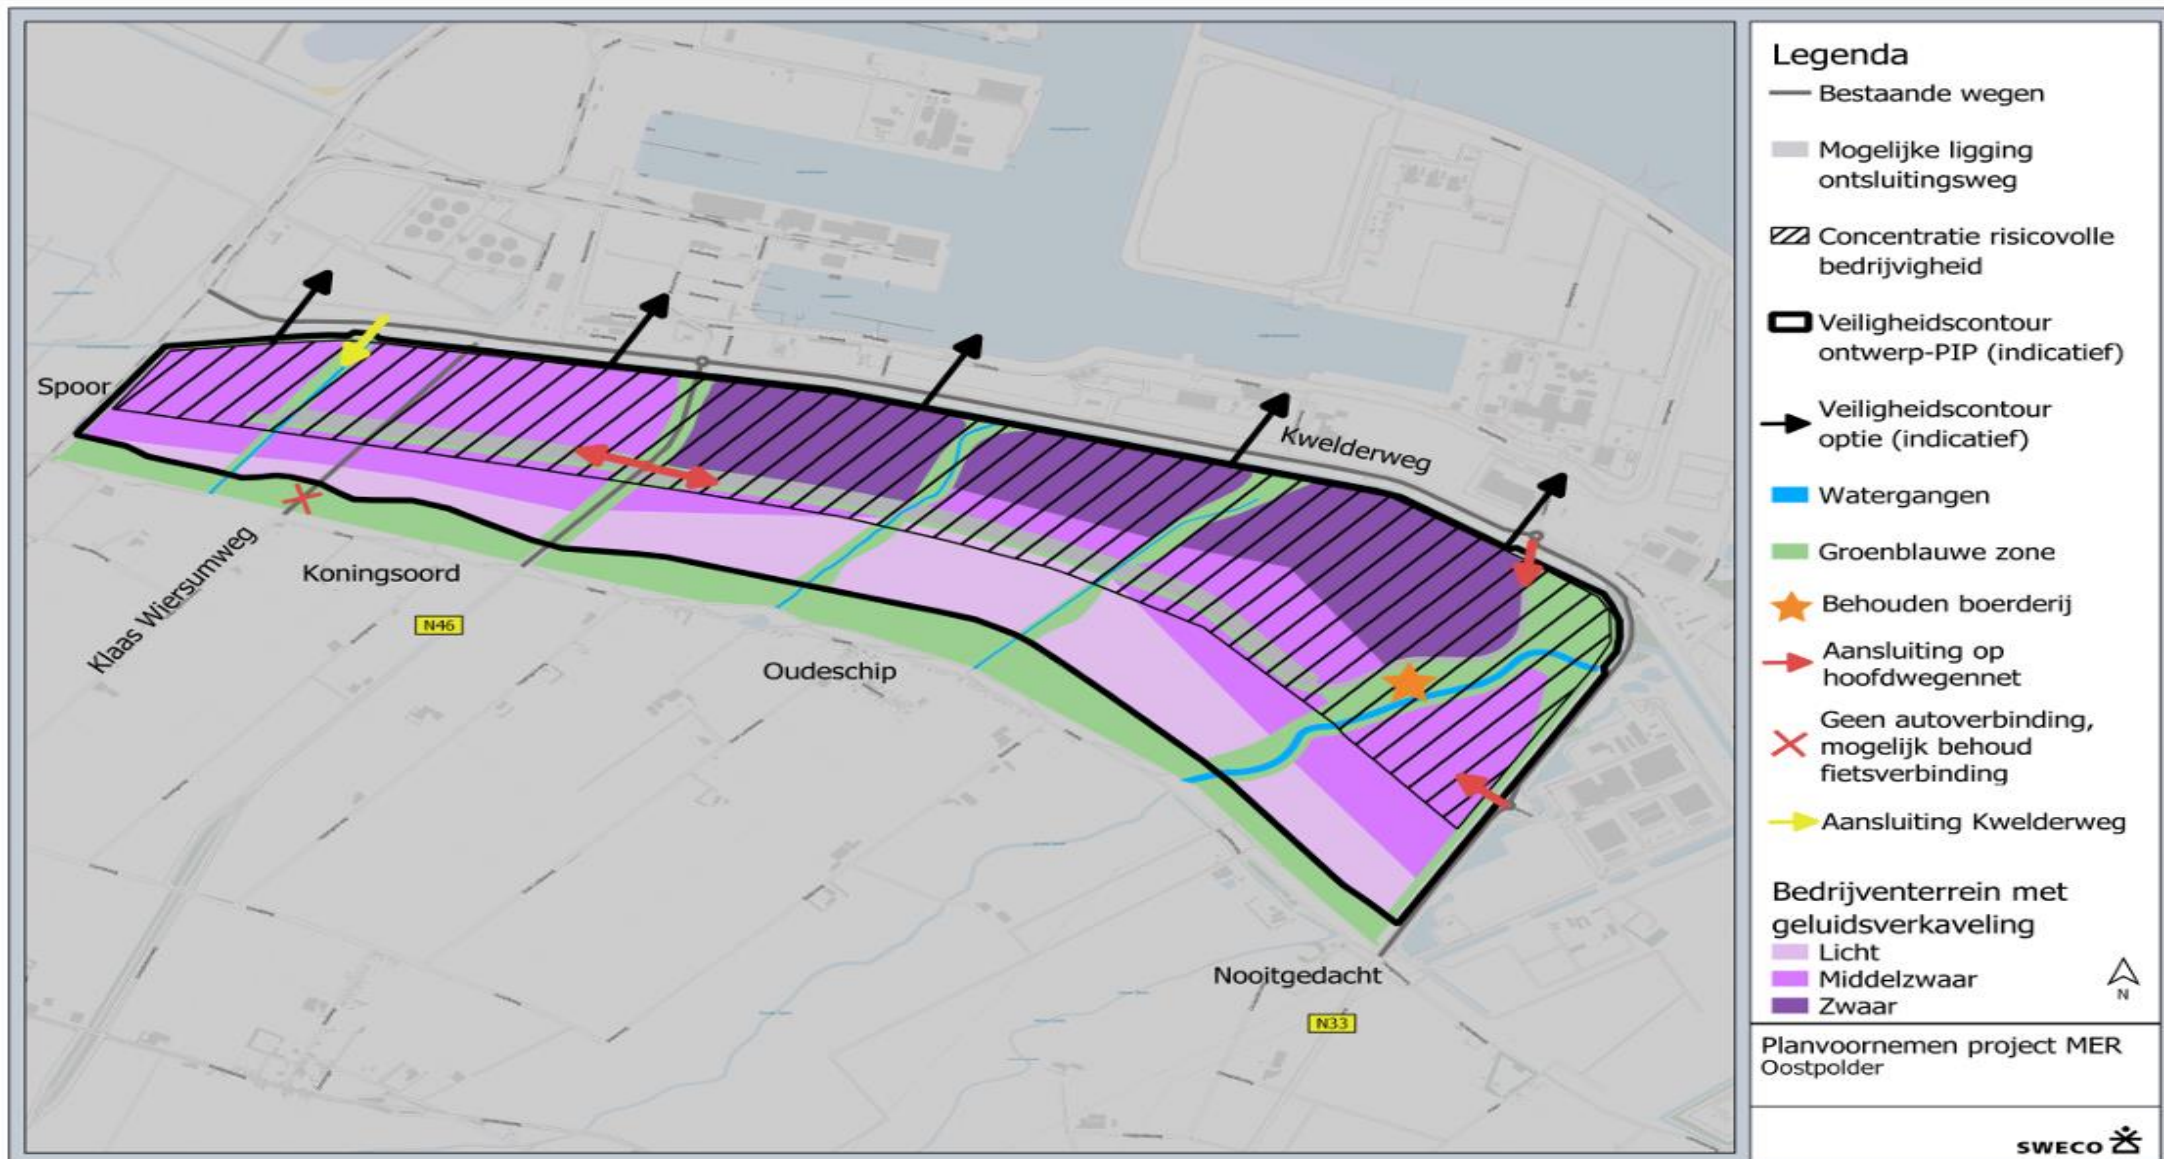 Spoor
Klaas Wiersumweg
Koningsoord
N46
Oudeschip
Kwelderweg
Nooitgedacht
N33
Legenda
Bestaande wegen
Mogelijke ligging
ontsluitingsweg
Concentratie risicovolle
bedrijvigheid
Veiligheidscontour
ontwerp-PIP (indicatief)
Veiligheidscontour
optie (indicatief)
Watergangen
Groenblauwe zone
Behouden boerderij
Aansluiting op
hoofdwegennet
Geen autoverbinding,
mogelijk behoud
fietsverbinding
Aansluiting Kwelderweg
Bedrijventerrein met
geluidsverkaveling
Licht
Middelzwaar
Zwaar
N
Planvoornemen project MER
Oostpolder
SWECO